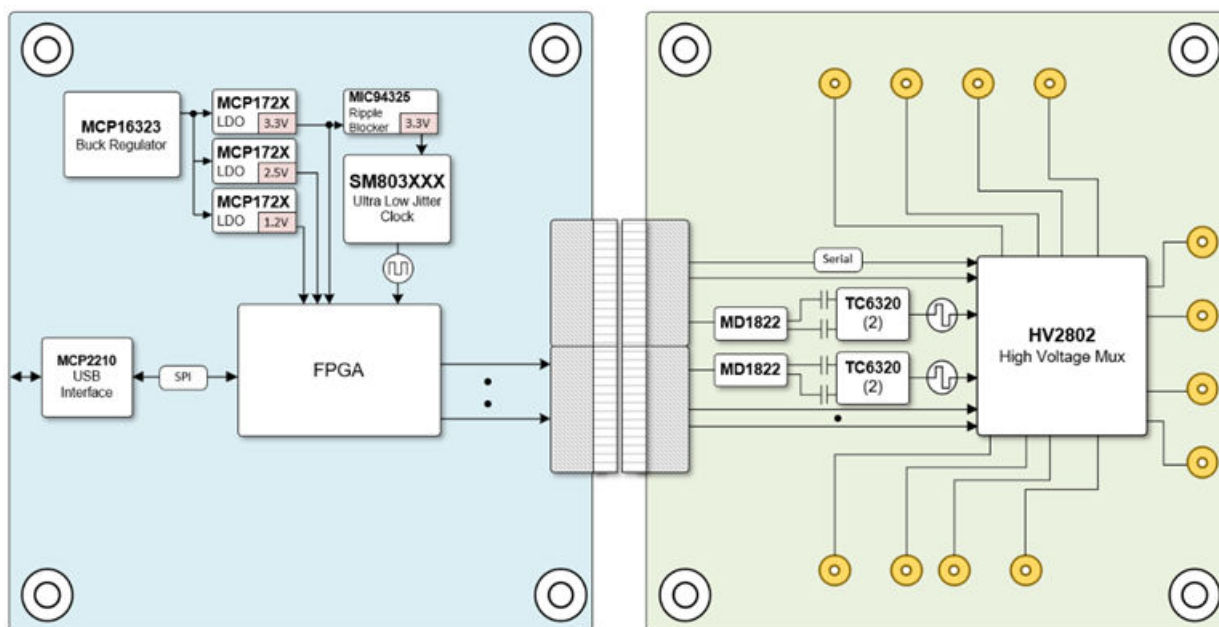 MCP16323
Buck Regulator
MCP172X
LDO
3.3V
MCP172X
LDO
2.5V
MCP172X
LDO
1.2V
MIC94325
Ripple
Blocker
3.3V
SM803XXX
Ultra Low Jitter
Clock
MCP2210
USB
Interface
SPI
FPGA
Serial
MD1822
TC6320
(2)
MD1822
TC6320
(2)
HV2802
High Voltage Mux